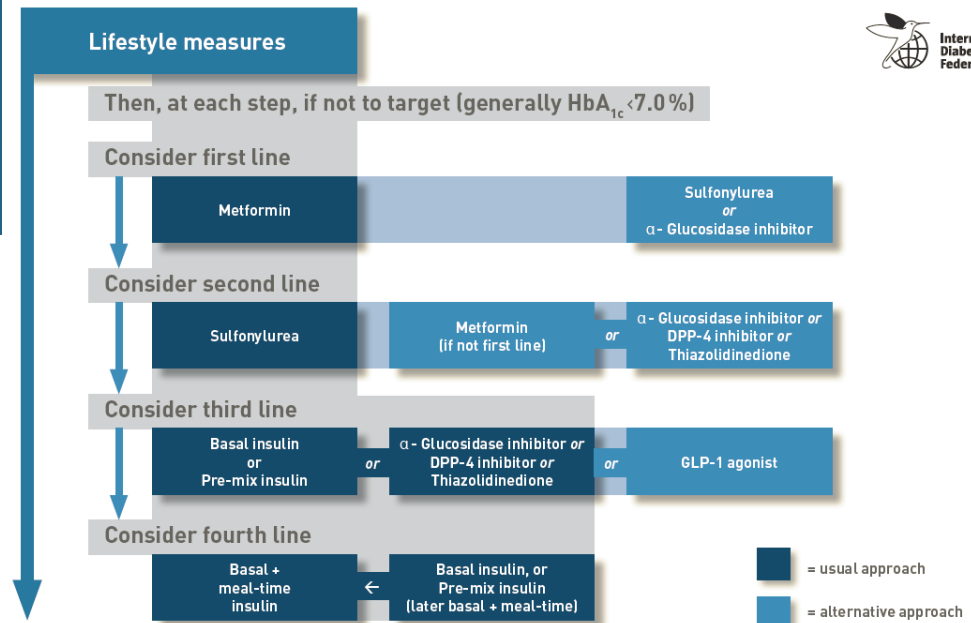 Lifestyle measures
Then, at each step, if not to target (generally HbA1c <7.0%)
Consider first line
Metformin
Sulfonylurea
or
α- Glucosidase inhibitor
Consider second line
Sulfonylurea
Metformin
(if not first line)
or
α- Glucosidase inhibitor or
DPP-4 inhibitor or
Thiazolidinedione
Consider third line
Basal insulin
or
Pre-mix insulin
or
α- Glucosidase inhibitor or
DPP-4 inhibitor or
Thiazolidinedione
or
GLP-1 agonist
Consider fourth line
Basal +
meal-time
insulin
←
Basal insulin, or
Pre-mix insulin
(later basal + meal-time)
= usual approach
= alternative approach
Intern
Diabe
Feder